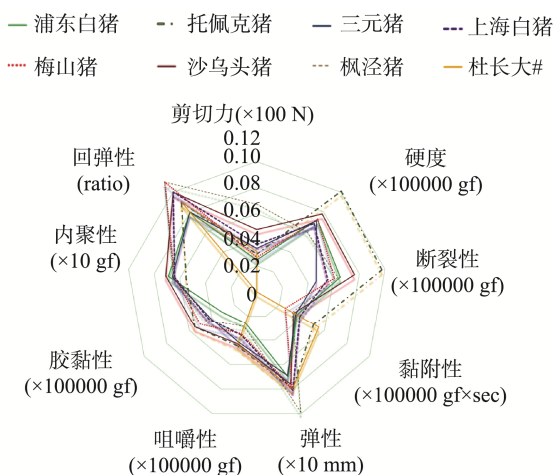 浦东白猪 托佩克猪 三元猪 上海白猪
梅山猪 沙乌头猪 枫泾猪 杜长大#
剪切力(×100 N)
0.12
0.10
0.08
0.06
0.04
0.02
0
硬度
(×100000 gf)
断裂性
(×100000 gf)
黏附性
(×100000 gf×sec)
弹性
(×10 mm)
咀嚼性
(×100000 gf)
胶黏性
(×100000 gf)
内聚性
(×10 gf)
回弹性
(ratio)